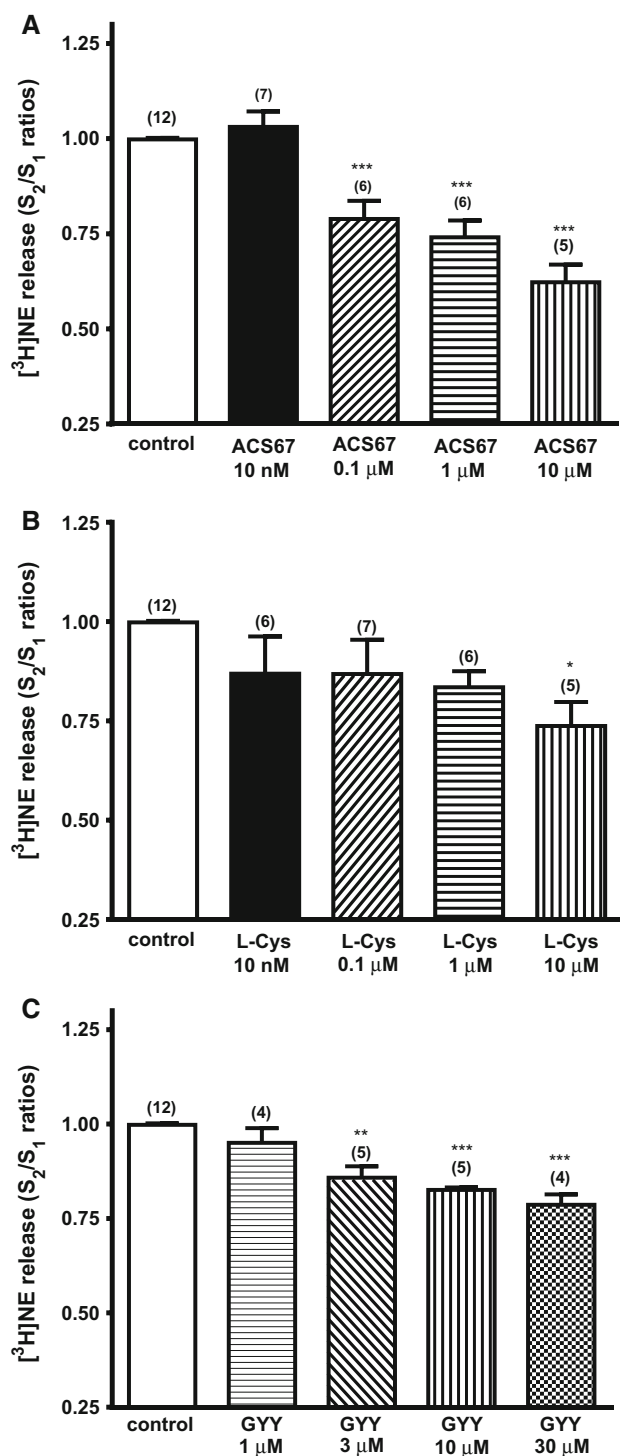 A
[³H]NE release (S₂/S₁ ratios)
1.25
1.00
0.75
0.50
0.25
(12)
(7)
***
(6)
***
(6)
***
(5)
control
ACS67
10 nM
ACS67
0.1 μM
ACS67
1 μM
ACS67
10 μM
B
[³H]NE release (S₂/S₁ ratios)
1.25
1.00
0.75
0.50
0.25
(12)
(6)
(7)
(6)
*
(5)
control
L-Cys
10 nM
L-Cys
0.1 μM
L-Cys
1 μM
L-Cys
10 μM
C
[³H]NE release (S₂/S₁ ratios)
1.25
1.00
0.75
0.50
0.25
(12)
(4)
**
(5)
***
(5)
***
(4)
control
GYY
1 μM
GYY
3 μM
GYY
10 μM
GYY
30 μM